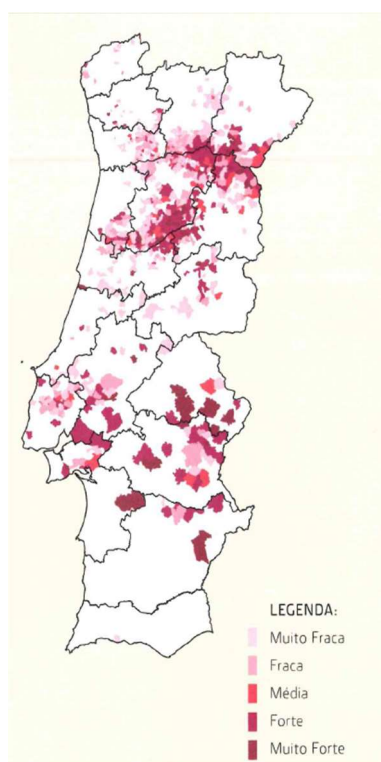 LEGENDA:
Muito Fraca
Fraca
Média
Forte
Muito Forte